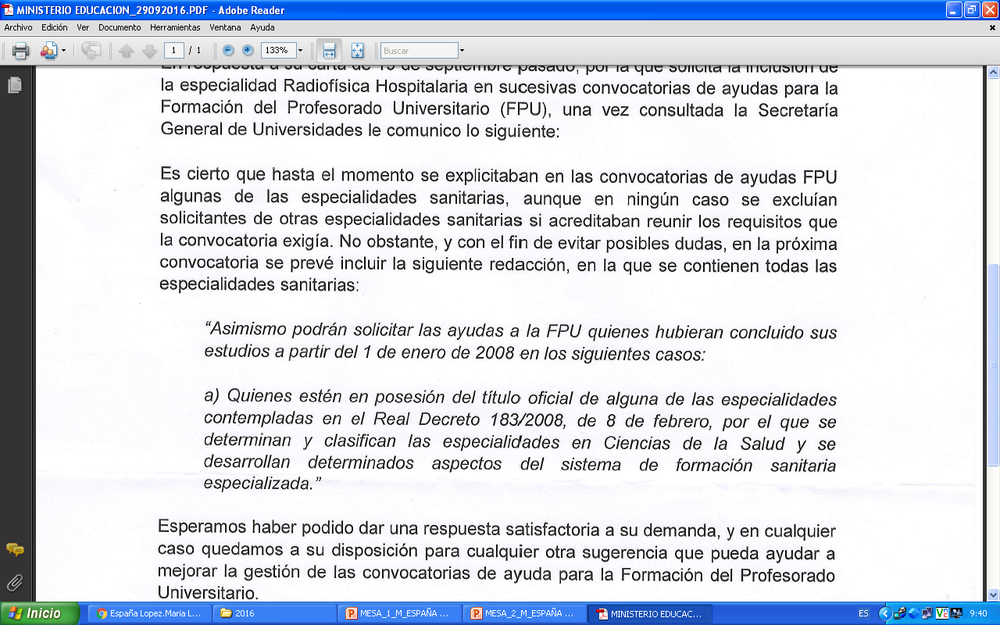 MINISTERIO EDUCACION_29092016.PDF - Adobe Reader
Archivo Edición Ver Documento Herramientas Ventana Ayuda
1 / 1 133% Buscar
En respuesta a su carta de 19 de septiembre pasado, por la que solicita la inclusión de
la especialidad Radiofísica Hospitalaria en sucesivas convocatorias de ayudas para la
Formación del Profesorado Universitario (FPU), una vez consultada la Secretaría
General de Universidades le comunico lo siguiente:
Es cierto que hasta el momento se explicitaban en las convocatorias de ayudas FPU
algunas de las especialidades sanitarias, aunque en ningún caso se excluían
solicitantes de otras especialidades sanitarias si acreditaban reunir los requisitos que
la convocatoria exigía. No obstante, y con el fin de evitar posibles dudas, en la próxima
convocatoria se prevé incluir la siguiente redacción, en la que se contienen todas las
especialidades sanitarias:
“Asimismo podrán solicitar las ayudas a la FPU quienes hubieran concluido sus
estudios a partir del 1 de enero de 2008 en los siguientes casos:
a) Quienes estén en posesión del título oficial de alguna de las especialidades
contempladas en el Real Decreto 183/2008, de 8 de febrero, por el que se
determinan y clasifican las especialidades en Ciencias de la Salud y se
desarrollan determinados aspectos del sistema de formación sanitaria
especializada.”
Esperamos haber podido dar una respuesta satisfactoria a su demanda, y en cualquier
caso quedamos a su disposición para cualquier otra sugerencia que pueda ayudar a
mejorar la gestión de las convocatorias de ayuda para la Formación del Profesorado
Universitario.
Inicio España Lopez.Maria L... 2016 MESA_1_M_ESPAÑA ... MESA_2_M_ESPAÑA ... MINISTERIO EDUCAC... ES 9:40